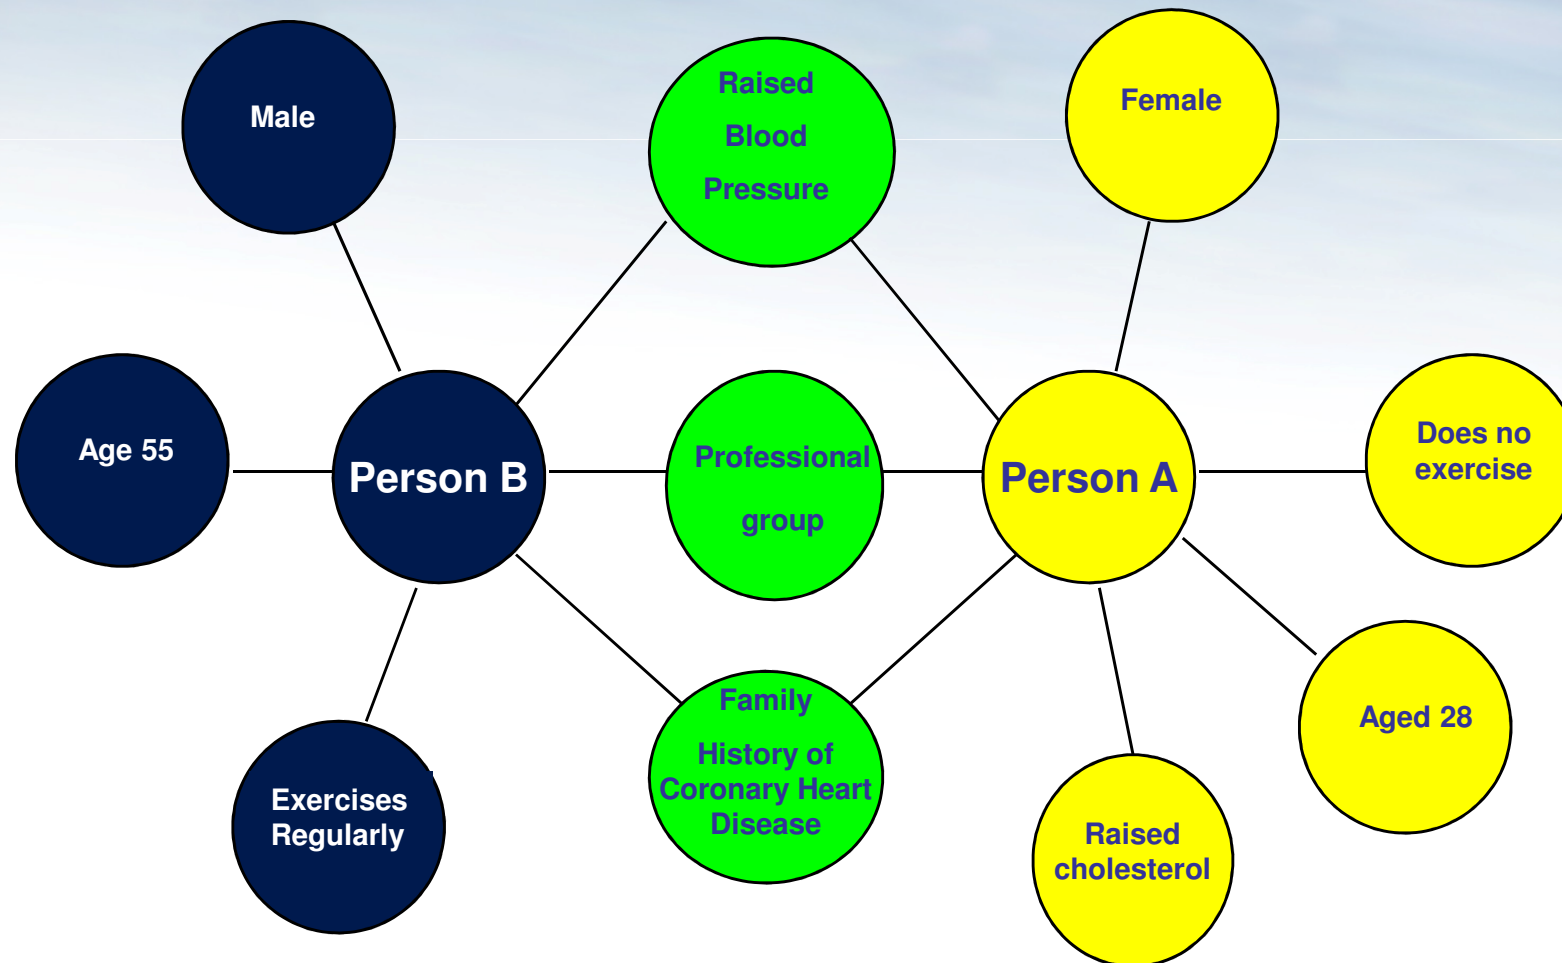 Male
Raised
Blood
Pressure
Female
Age 55
Person B
Professional
group
Person A
Does no
exercise
Exercises
Regularly
Family
History of
Coronary Heart
Disease
Aged 28
Raised
cholesterol